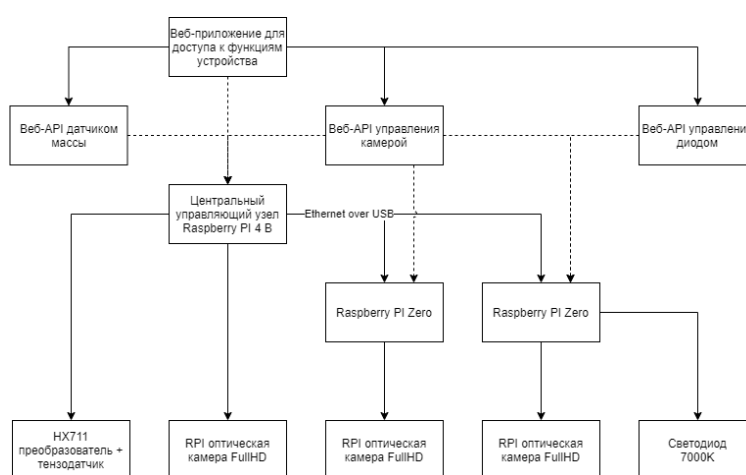 Веб-приложение для
доступа к функциям
устройства
Веб-API датчиком
массы
Веб-API управления
камерой
Веб-API управлени
диодом
Центральный
управляющий узел
Raspberry PI 4 B
Ethernet over USB
Raspberry PI Zero
Raspberry PI Zero
HX711
преобразователь +
тензодатчик
RPI оптическая
камера FullHD
RPI оптическая
камера FullHD
RPI оптическая
камера FullHD
Светодиод
7000K